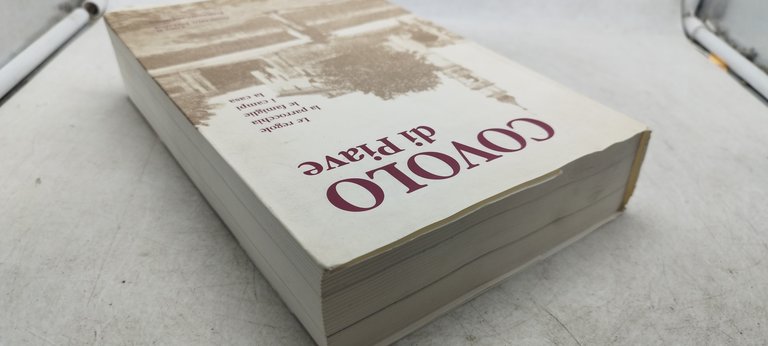 COVOLO
di Piave
Le regole
la parrocchia
le famiglie i campi
la casa